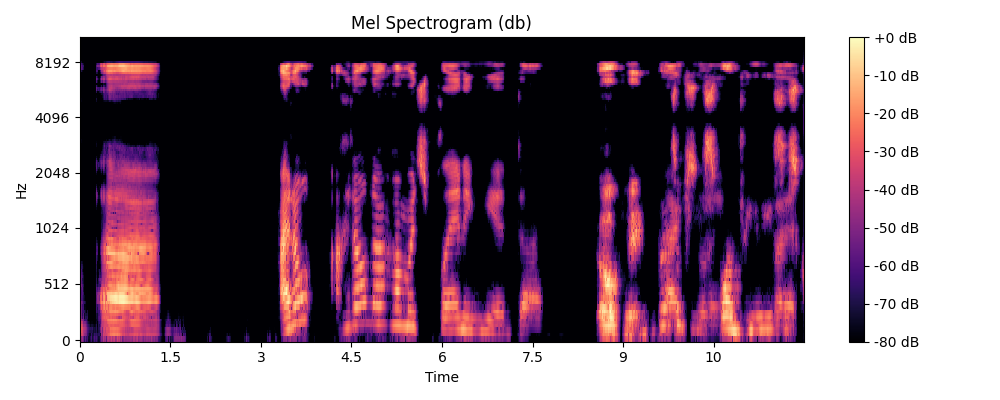 Mel Spectrogram (db)
8192
4096
2048
1024
512
0
Hz
0 1.5 3 4.5 6 7.5 9 10
Time
+0 dB
-10 dB
-20 dB
-30 dB
-40 dB
-50 dB
-60 dB
-70 dB
-80 dB